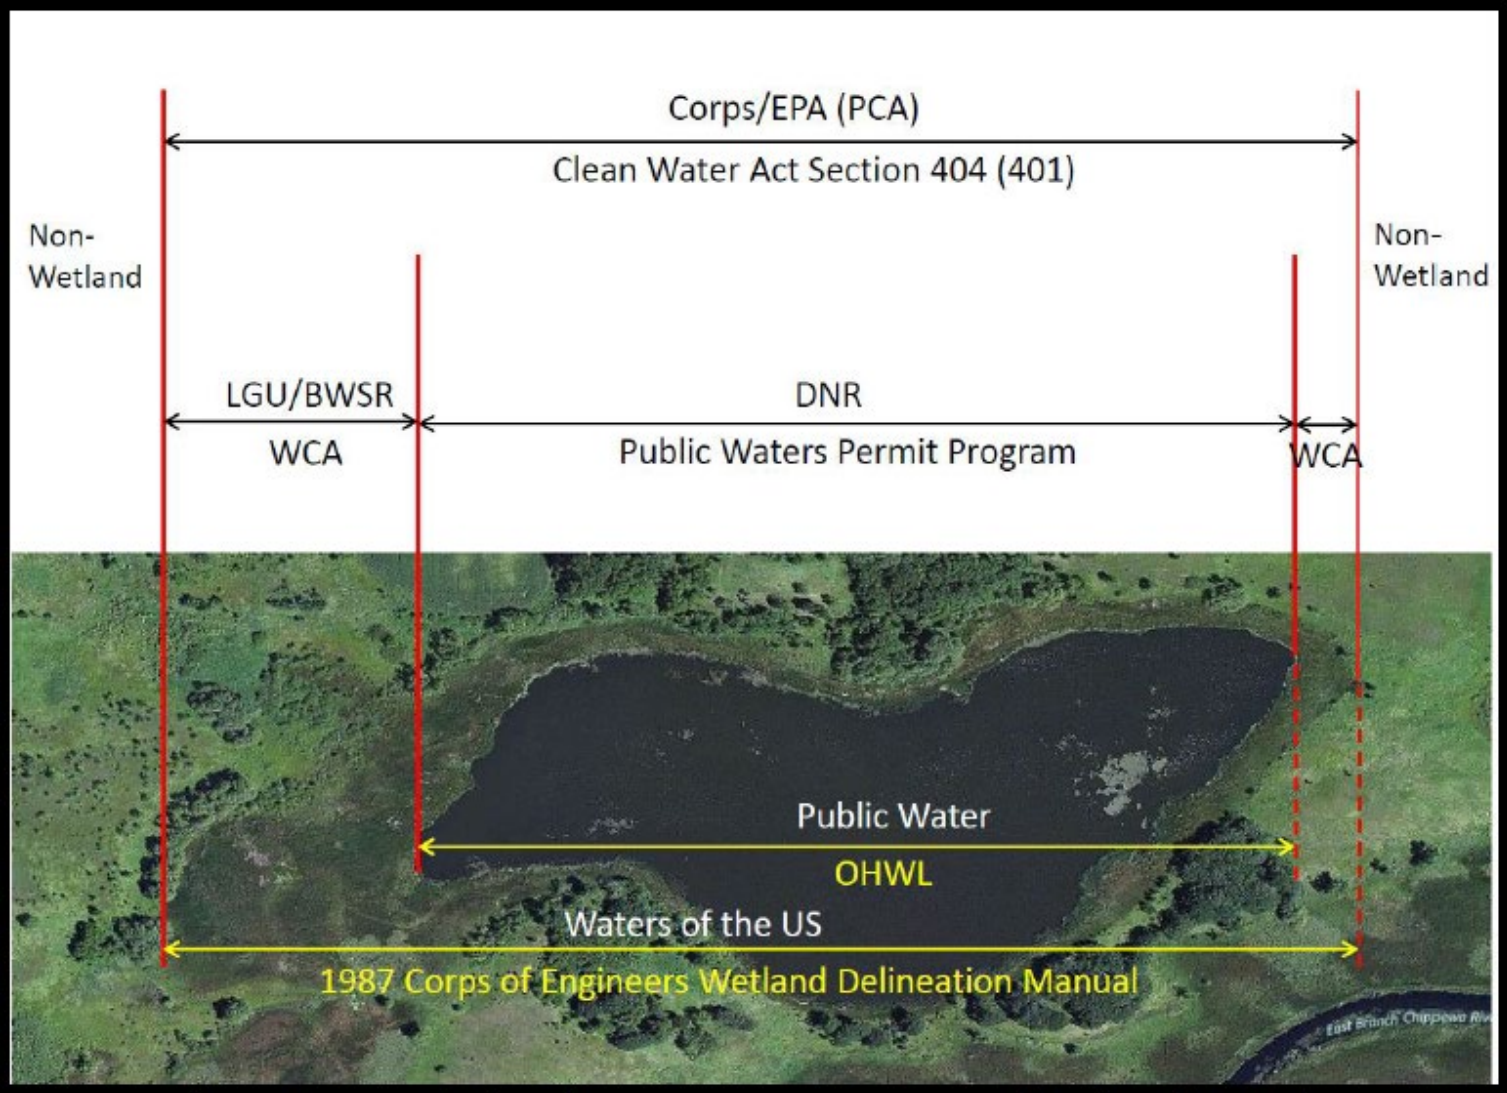 Corps/EPA (PCA)
Clean Water Act Section 404 (401)
Non-
Wetland
Non-
Wetland
LGU/BWSR
DNR
WCA
Public Waters Permit Program
WCA
Public Water
OHWL
Waters of the US
1987 Corps of Engineers Wetland Delineation Manual
East Branch Chippewa Riv